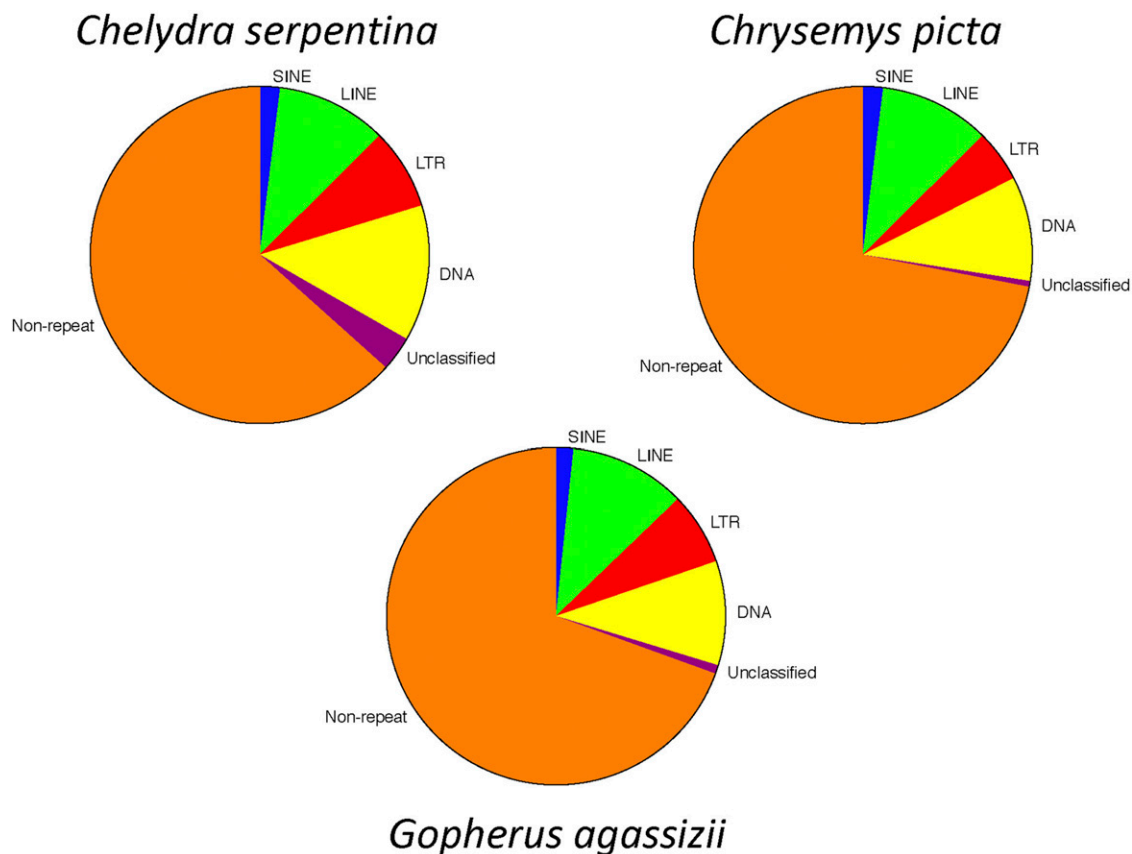 Chelydra serpentina
SINE
LINE
LTR
DNA
Unclassified
Non-repeat
Chrysemys picta
SINE
LINE
LTR
DNA
Unclassified
Non-repeat
SINE
LINE
LTR
DNA
Unclassified
Non-repeat
Gopherus agassizii